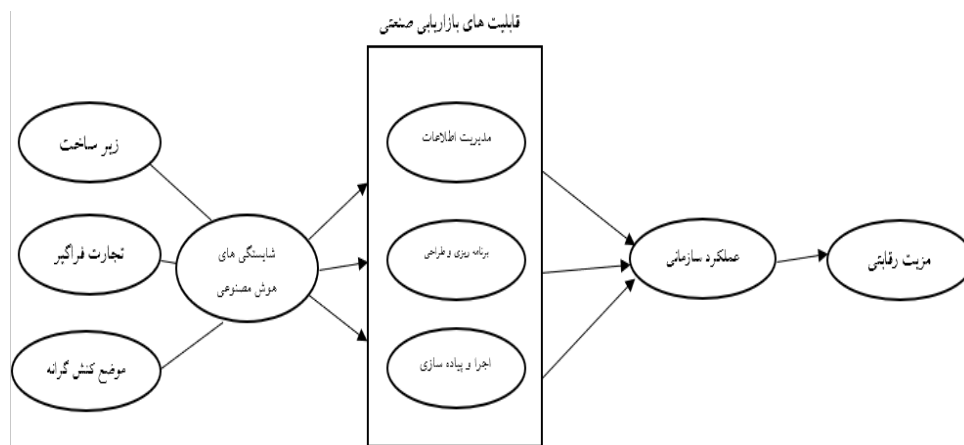 قابلیت های بازاریابی صنعتی
زیر ساخت
تجارت فراگیر
موضع کنش گرانه
شایستگی های
هوش مصنوعی
مدیریت اطلاعات
برنامه ریزی و طراحی
اجرا و پیاده سازی
عملکرد سازمانی
مزیت رقابتی